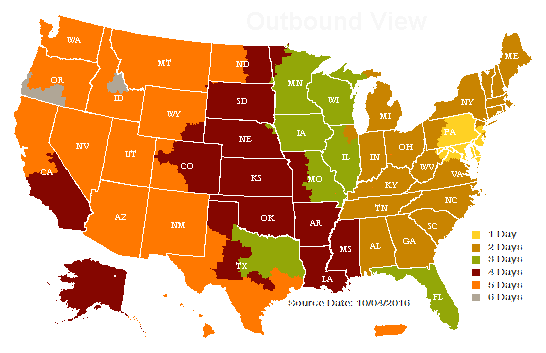 Outbound View
WA
OR
ID
MT
ND
MN
WI
MI
NY
ME
WY
SD
IA
NE
NV
UT
CO
CA
KS
MO
IL
IN
OH
PA
WV
VA
KY
NC
TN
SC
AZ
NM
OK
AR
MS
AL
GA
TX
LA
FL
1 Day
2 Days
3 Days
4 Days
5 Days
6 Days
Source Date: 10/04/2016